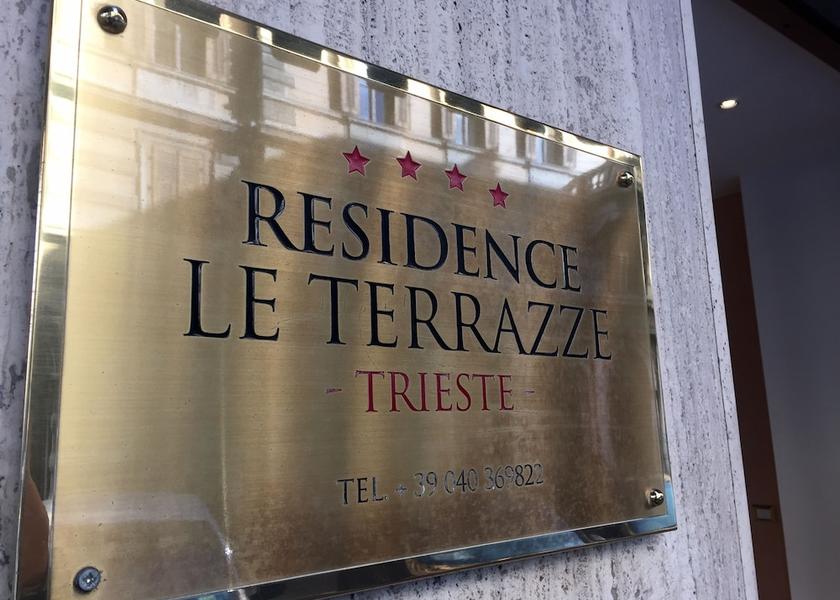 RESIDENCE
LE TERRAZZE
- TRIESTE -
TEL. + 39 040 369822